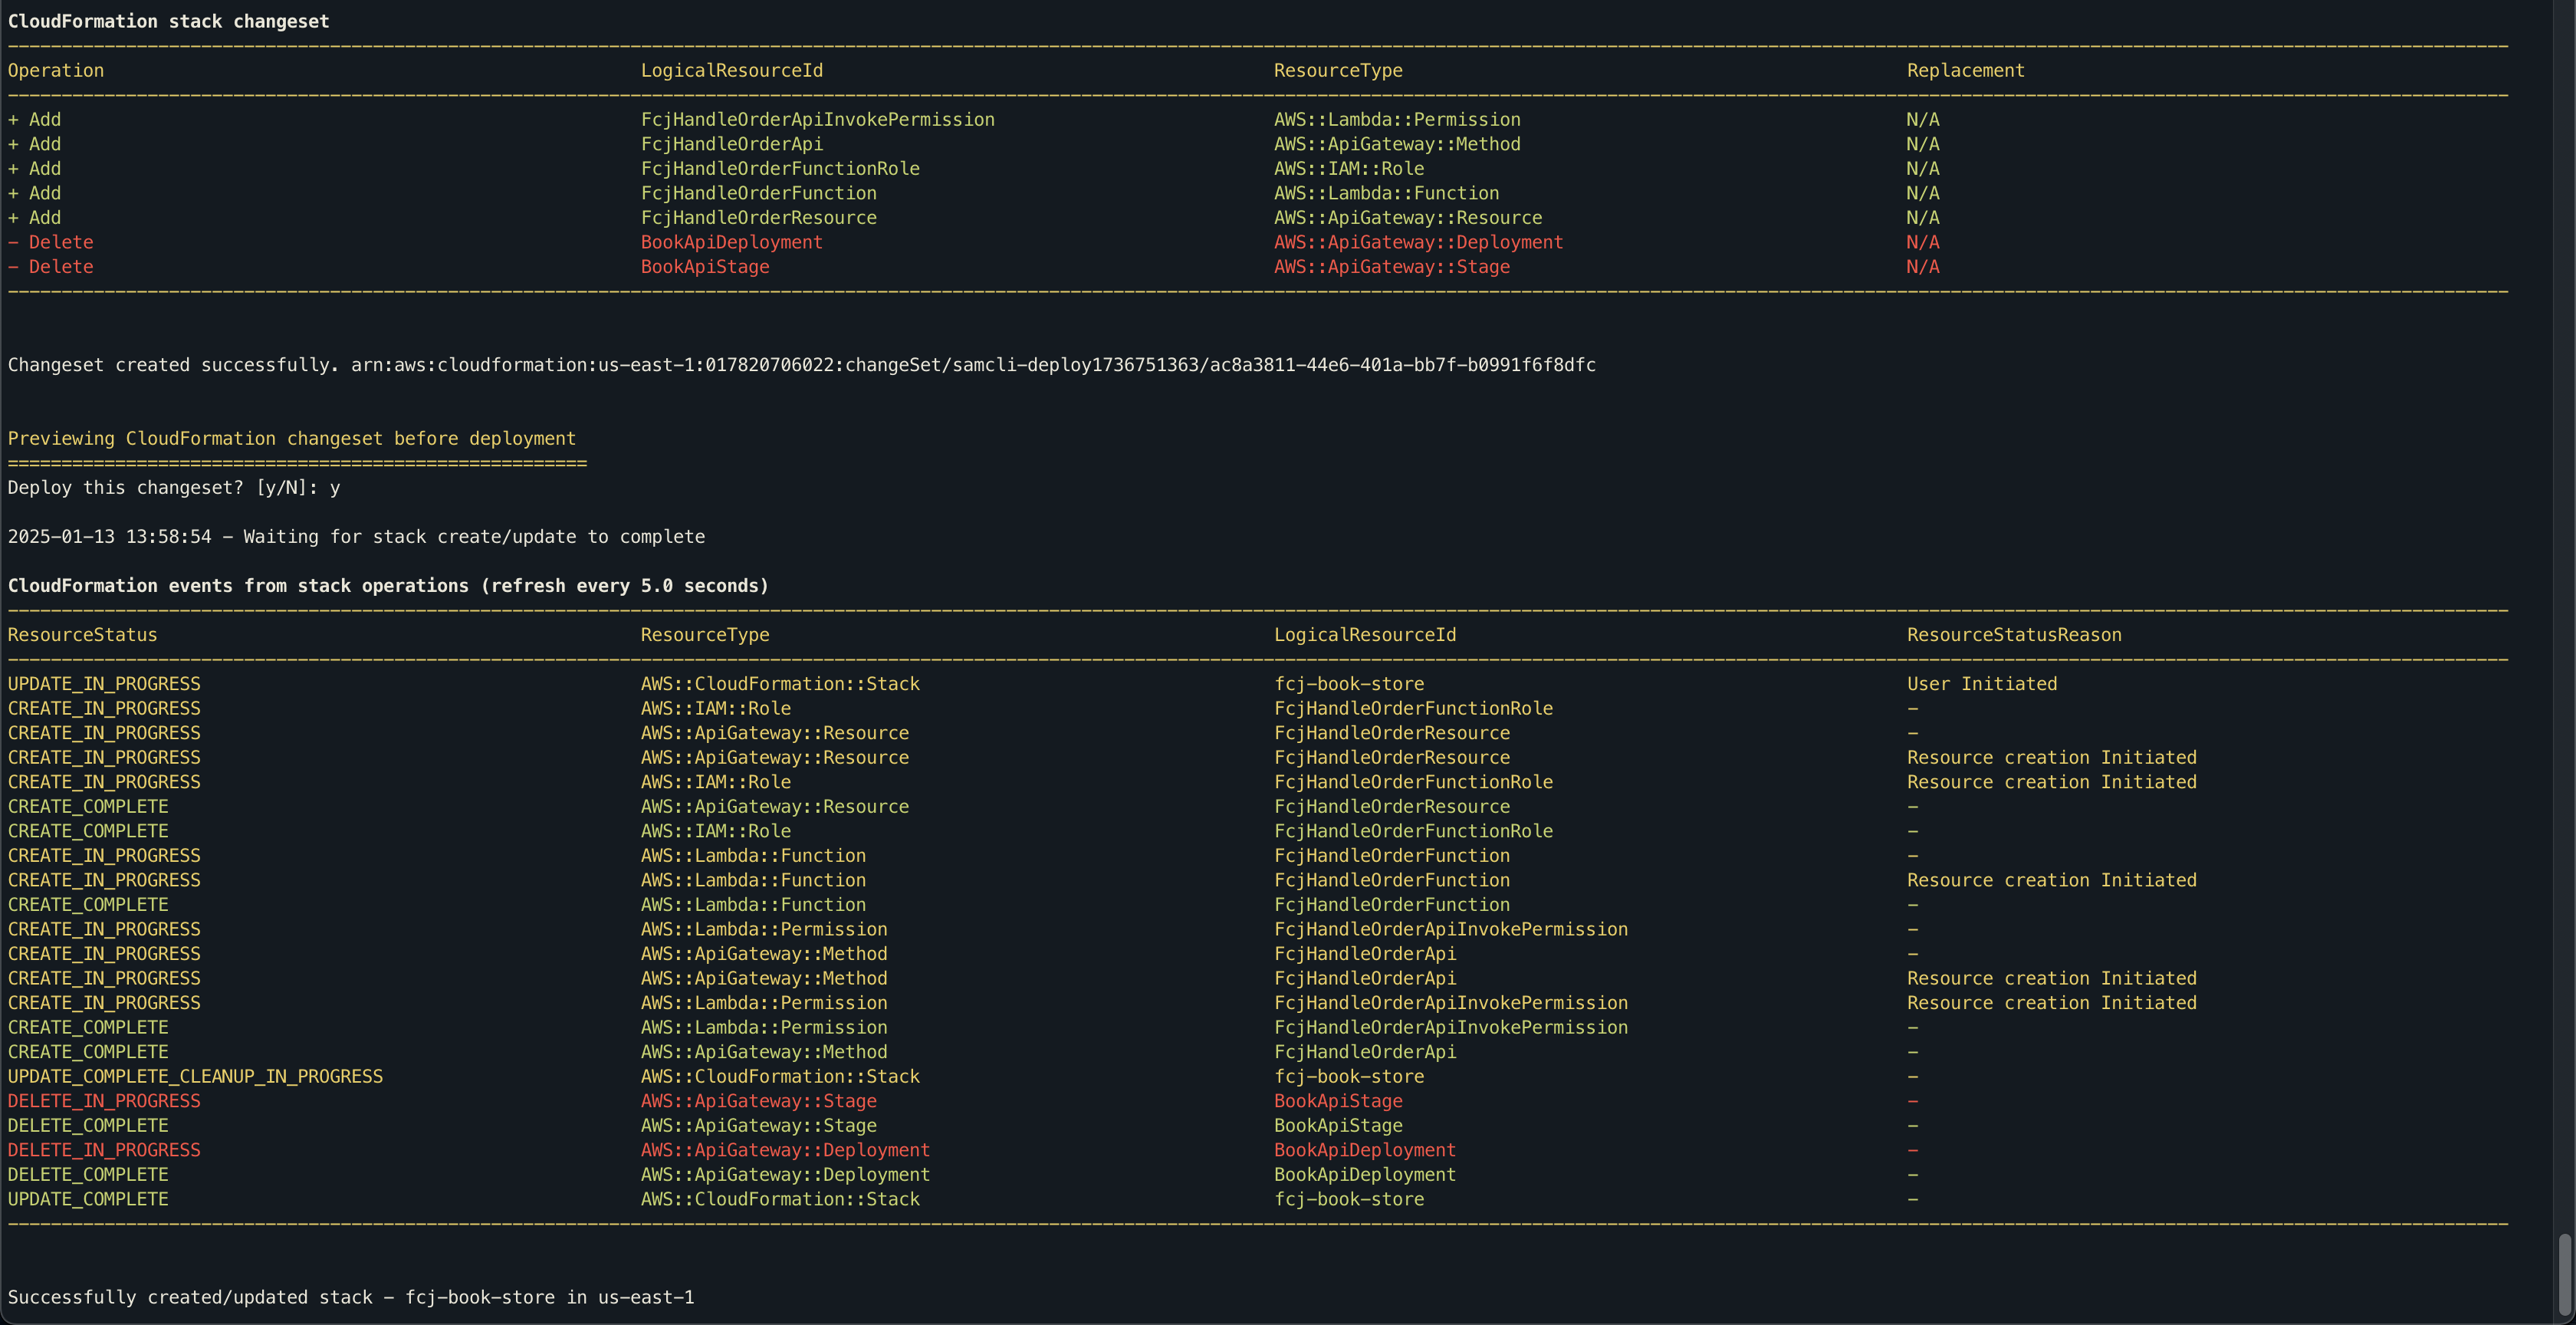 CloudFormation stack changeset
Operation LogicalResourceId ResourceType Replacement
+ Add FcjHandleOrderApiInvokePermission AWS::Lambda::Permission N/A
+ Add FcjHandleOrderApi AWS::ApiGateway::Method N/A
+ Add FcjHandleOrderFunctionRole AWS::IAM::Role N/A
+ Add FcjHandleOrderFunction AWS::Lambda::Function N/A
+ Add FcjHandleOrderResource AWS::ApiGateway::Resource N/A
- Delete BookApiDeployment AWS::ApiGateway::Deployment N/A
- Delete BookApiStage AWS::ApiGateway::Stage N/A
Changeset created successfully. arn:aws:cloudformation:us-east-1:017820706022:changeSet/samcli-deploy1736751363/ac8a3811-44e6-401a-bb7f-b0991f6f8dfc
Previewing CloudFormation changeset before deployment
======================================================
Deploy this changeset? [y/N]: y
2025-01-13 13:58:54 - Waiting for stack create/update to complete
CloudFormation events from stack operations (refresh every 5.0 seconds)
ResourceStatus ResourceType LogicalResourceId ResourceStatusReason
UPDATE_IN_PROGRESS AWS::CloudFormation::Stack fcj-book-store User Initiated
CREATE_IN_PROGRESS AWS::IAM::Role FcjHandleOrderFunctionRole -
CREATE_IN_PROGRESS AWS::ApiGateway::Resource FcjHandleOrderResource -
CREATE_IN_PROGRESS AWS::ApiGateway::Resource FcjHandleOrderResource Resource creation Initiated
CREATE_IN_PROGRESS AWS::IAM::Role FcjHandleOrderFunctionRole Resource creation Initiated
CREATE_COMPLETE AWS::ApiGateway::Resource FcjHandleOrderResource -
CREATE_COMPLETE AWS::IAM::Role FcjHandleOrderFunctionRole -
CREATE_IN_PROGRESS AWS::Lambda::Function FcjHandleOrderFunction -
CREATE_IN_PROGRESS AWS::Lambda::Function FcjHandleOrderFunction Resource creation Initiated
CREATE_COMPLETE AWS::Lambda::Function FcjHandleOrderFunction -
CREATE_IN_PROGRESS AWS::Lambda::Permission FcjHandleOrderApiInvokePermission -
CREATE_IN_PROGRESS AWS::ApiGateway::Method FcjHandleOrderApi -
CREATE_IN_PROGRESS AWS::ApiGateway::Method FcjHandleOrderApi Resource creation Initiated
CREATE_IN_PROGRESS AWS::Lambda::Permission FcjHandleOrderApiInvokePermission Resource creation Initiated
CREATE_COMPLETE AWS::Lambda::Permission FcjHandleOrderApiInvokePermission -
CREATE_COMPLETE AWS::ApiGateway::Method FcjHandleOrderApi -
UPDATE_COMPLETE_CLEANUP_IN_PROGRESS AWS::CloudFormation::Stack fcj-book-store -
DELETE_IN_PROGRESS AWS::ApiGateway::Stage BookApiStage -
DELETE_COMPLETE AWS::ApiGateway::Stage BookApiStage -
DELETE_IN_PROGRESS AWS::ApiGateway::Deployment BookApiDeployment -
DELETE_COMPLETE AWS::ApiGateway::Deployment BookApiDeployment -
UPDATE_COMPLETE AWS::CloudFormation::Stack fcj-book-store -
Successfully created/updated stack - fcj-book-store in us-east-1